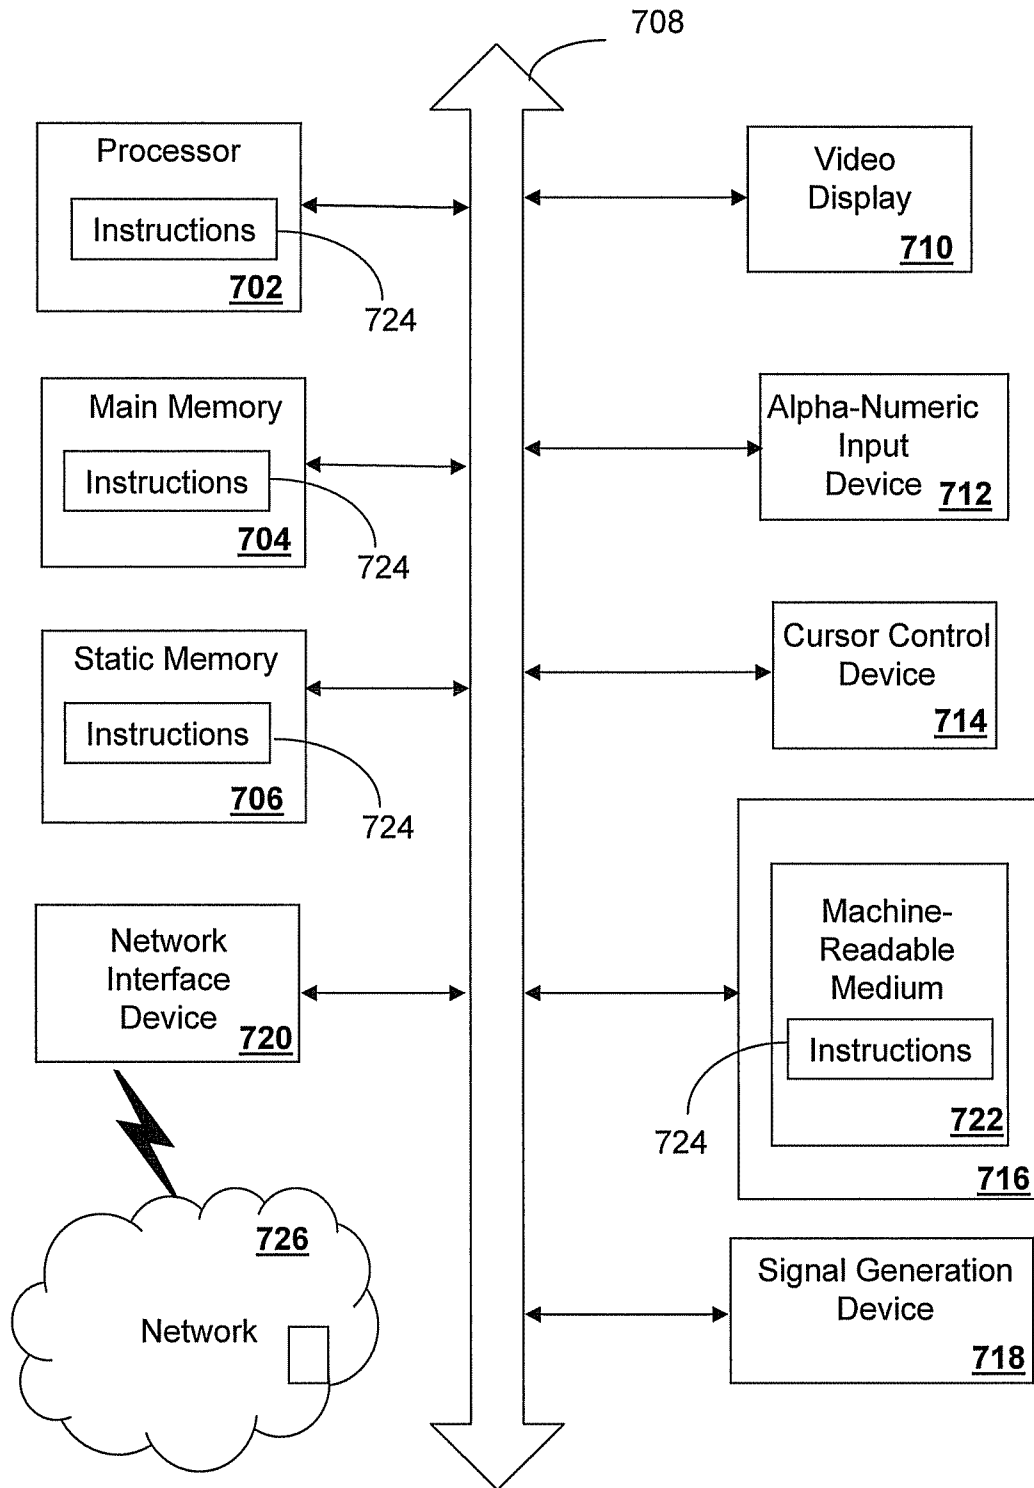 708
Processor
Instructions
702
724
Main Memory
Instructions
704
724
Static Memory
Instructions
706
724
Network
Interface
Device
720
726
Network
Video
Display
710
Alpha-Numeric
Input
Device
712
Cursor Control
Device
714
Machine-
Readable
Medium
Instructions
722
724
716
Signal Generation
Device
718